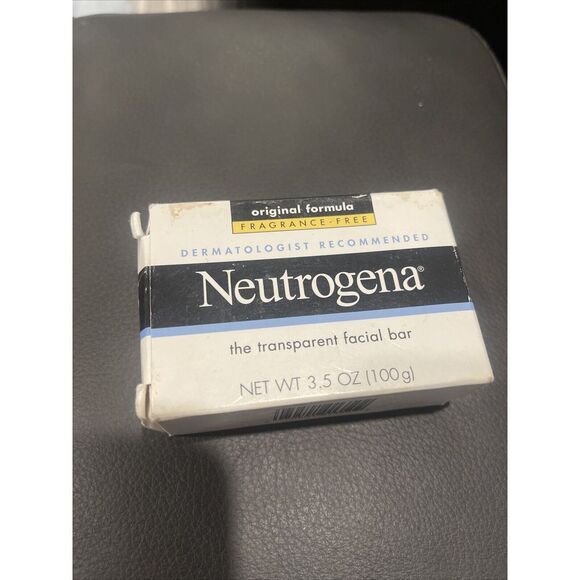 original formula
FRAGRANCE-FREE
DERMATOLOGIST RECOMMENDED
Neutrogena®
the transparent facial bar
NET WT 3.5 OZ (100g)